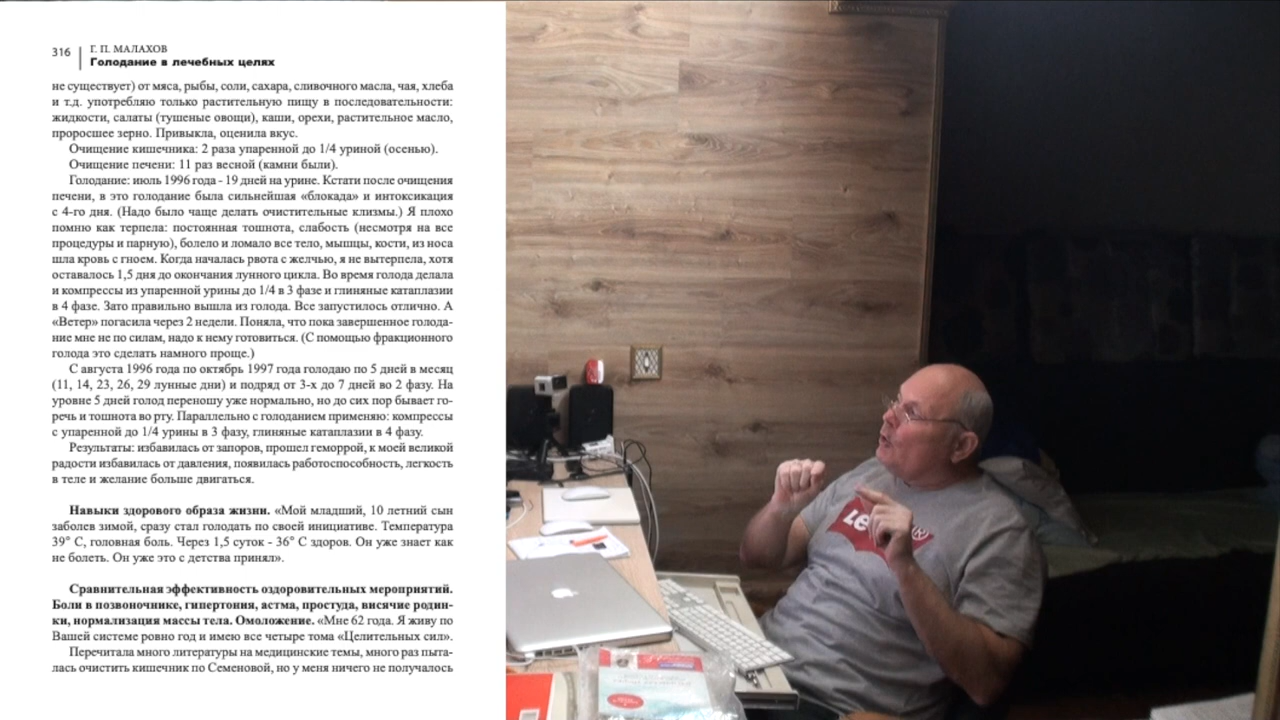 316
Г. П. МАЛАХОВ
Голодание в лечебных целях
не существует) от мяса, рыбы, соли, сахара, сливочного масла, чая, хлеба
и т.д. употребляю только растительную пищу в последовательности:
жидкости, салаты (тушеные овощи), каши, орехи, растительное масло,
проросшее зерно. Привыкла, оценила вкус.
Очищение кишечника: 2 раза упаренной до 1/4 уриной (осенью).
Очищение печени: 11 раз весной (камни были).
Голодание: июль 1996 года - 19 дней на урине. Кстати после очищения
печени, в это голодание была сильнейшая «блокада» и интоксикация
с 4-го дня. (Надо было чаще делать очистительные клизмы.) Я плохо
помню как терпела: постоянная тошнота, слабость (несмотря на все
процедуры и парную), болело и ломало все тело, мышцы, кости, из носа
шла кровь с гноем. Когда началась рвота с желчью, я не вытерпела, хотя
оставалось 1,5 дня до окончания лунного цикла. Во время голода делала
и компрессы из упаренной урины до 1/4 в 3 фазе и глиняные катаплазии
в 4 фазе. Зато правильно вышла из голода. Все запустилось отлично. А
«Ветер» погасила через 2 недели. Поняла, что пока завершенное голода-
ние мне не по силам, надо к нему готовиться. (С помощью фракционного
голода это сделать намного проще.)
С августа 1996 года по октябрь 1997 года голодаю по 5 дней в месяц
(11, 14, 23, 26, 29 лунные дни) и подряд от 3-х до 7 дней во 2 фазу. На
уровне 5 дней голод переношу уже нормально, но до сих пор бывает го-
речь и тошнота во рту. Параллельно с голоданием применяю: компрессы
с упаренной до 1/4 урины в 3 фазу, глиняные катаплазии в 4 фазу.
Результаты: избавилась от запоров, прошел геморрой, к моей великой
радости избавилась от давления, появилась работоспособность, легкость
в теле и желание больше двигаться.
Навыки здорового образа жизни. «Мой младший, 10 летний сын
заболев зимой, сразу стал голодать по своей инициативе. Температура
39° С, головная боль. Через 1,5 суток - 36° С здоров. Он уже знает как
не болеть. Он уже это с детства принял».
Сравнительная эффективность оздоровительных мероприятий.
Боли в позвоночнике, гипертония, астма, простуда, висячие родин-
ки, нормализация массы тела. Омоложение. «Мне 62 года. Я живу по
Вашей системе ровно год и имею все четыре тома «Целительных сил».
Перечитала много литературы на медицинские темы, много раз пыта-
лась очистить кишечник по Семеновой, но у меня ничего не получалось